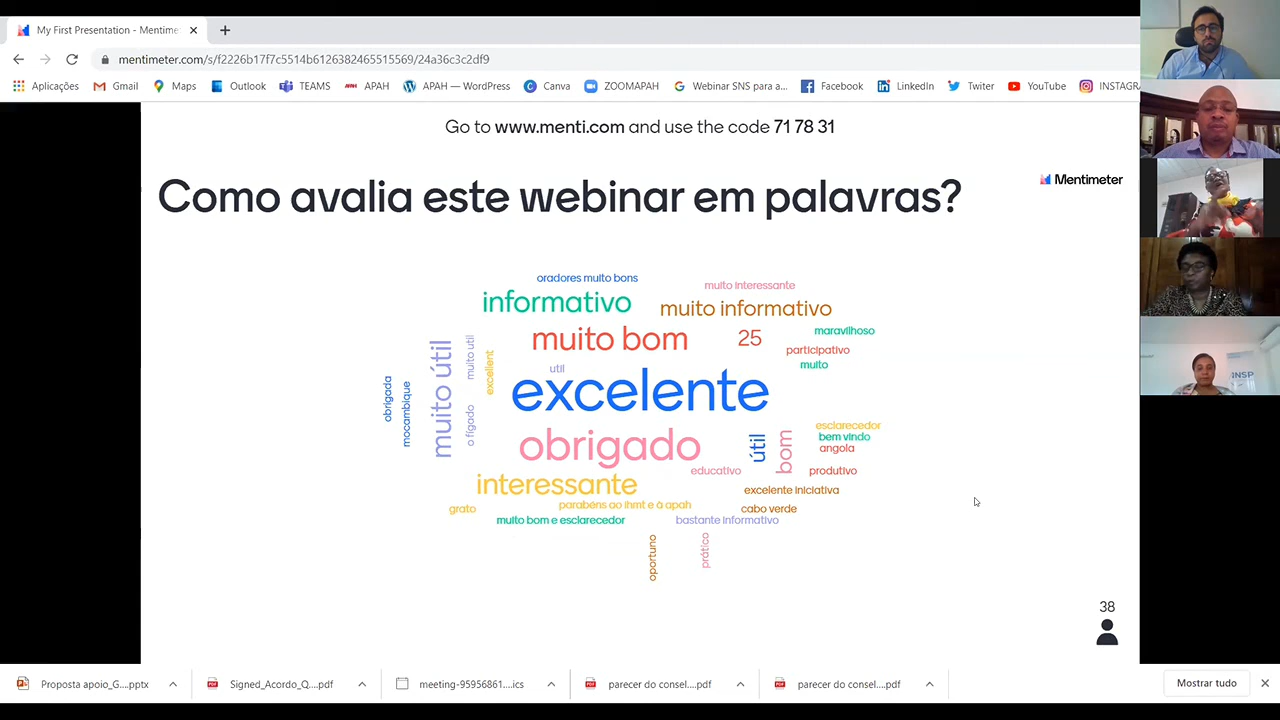 My First Presentation - Mentime
mentimeter.com/s/f2226b17f7c5514b6126382465515569/24a36c3c2df9
Aplicações Gmail Maps Outlook TEAMS APAH APAH — WordPress Canva ZOOMAPAH Webinar SNS para a... Facebook LinkedIn Twiter YouTube INSTAGRA
Go to www.menti.com and use the code 71 78 31
Mentimeter
Como avalia este webinar em palavras?
oradores muito bons
muito interessante
informativo
muito informativo
muito bom
25
maravilhoso
participativo
muito
muito útil
muito util
excellent
util
excelente
obrigada
mocambique
o fígado
obrigado
útil
bom
esclarecedor
bem vindo
angola
educativo
produtivo
interessante
excelente iniciativa
grato
parabéns ao ihmt e à apah
cabo verde
muito bom e esclarecedor
bastante informativo
oportuno
prático
INSP
38
Proposta apoio_G....pptx
Signed_Acordo_Q....pdf
meeting-95956861....ics
parecer do consel....pdf
parecer do consel....pdf
Mostrar tudo